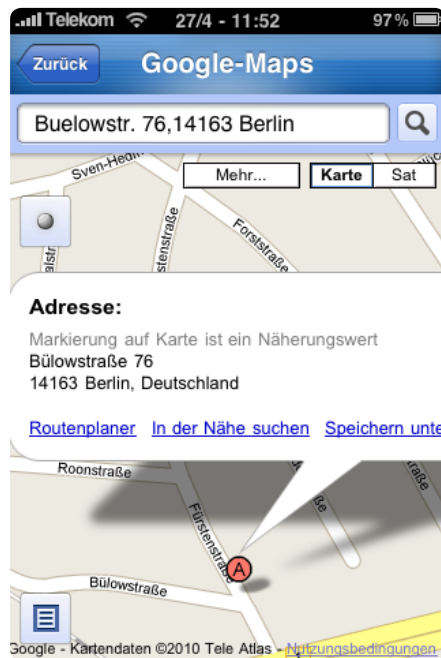 Telekom 27/4 - 11:52 97%
Zurück Google-Maps
Buelowstr. 76,14163 Berlin
Sven-Hedin
Mehr... Karte Sat
Forststraße
Adresse:
Markierung auf Karte ist ein Näherungswert
Bülowstraße 76
14163 Berlin, Deutschland
Routenplaner In der Nähe suchen Speichern unte
Roonstraße
Fürstenstraße
A
Bülowstraße
Google - Kartendaten ©2010 Tele Atlas - Nutzungsbedingungen